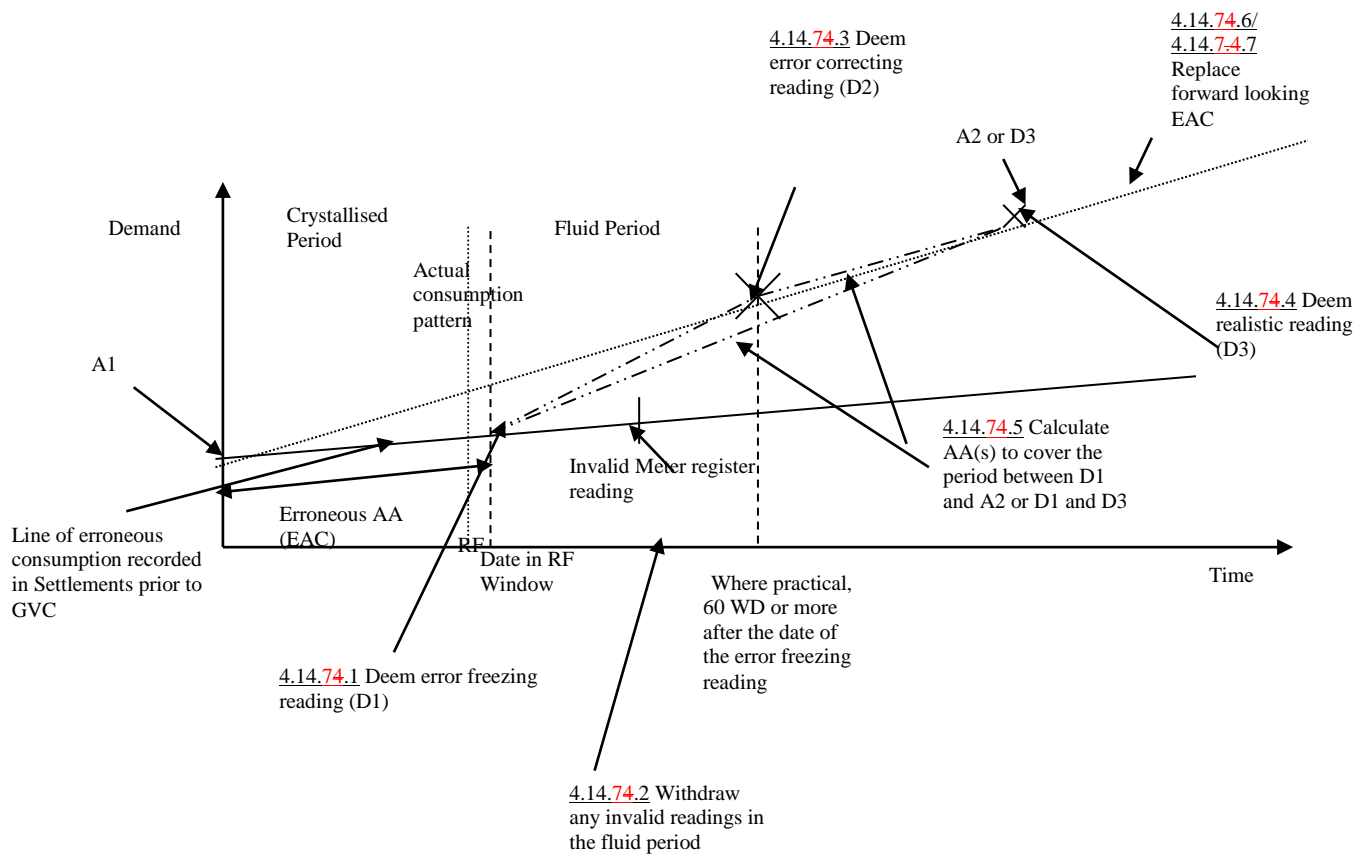 4.14.74.6/
4.14.7.4.7
Replace
forward looking
EAC
4.14.74.3 Deem
error correcting
reading (D2)
A2 or D3
Demand
Crystallised
Period
Fluid Period
Actual
consumption
pattern
4.14.74.4 Deem
realistic reading
(D3)
A1
4.14.74.5 Calculate
AA(s) to cover the
period between D1
and A2 or D1 and D3
Invalid Meter register
reading
Erroneous AA
(EAC)
Line of erroneous
consumption recorded
in Settlements prior to
GVC
RF
Date in RF
Window
Time
Where practical,
60 WD or more
after the date of
the error freezing
reading
4.14.74.1 Deem error freezing
reading (D1)
4.14.74.2 Withdraw
any invalid readings in
the fluid period